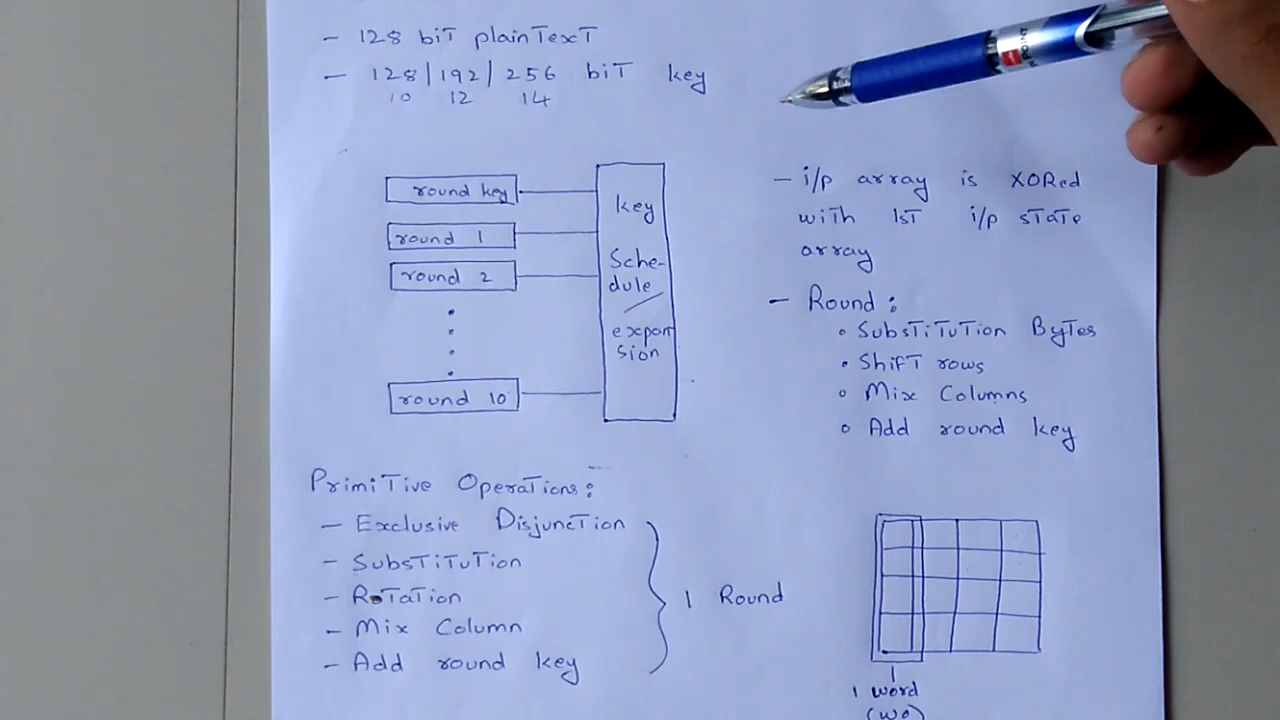 - 128 biT plainTexT
- 128/192/256 biT key
10 12 14
round key
round 1
round 2
round 10
key
Sche-
dule
/
expan
sion
- i/p array is XORed
wiTh 1sT i/p sTaTe
array
- Round:
• SubsTiTuTion ByTes
• ShifT rows
• Mix Columns
• Add round key
PrimiTive OperaTions:
- Exclusive DisjuncTion
- SubsTiTuTion
- RoTaTion
- Mix Column
- Add round key
1 Round
1 word
(W0)
POINT